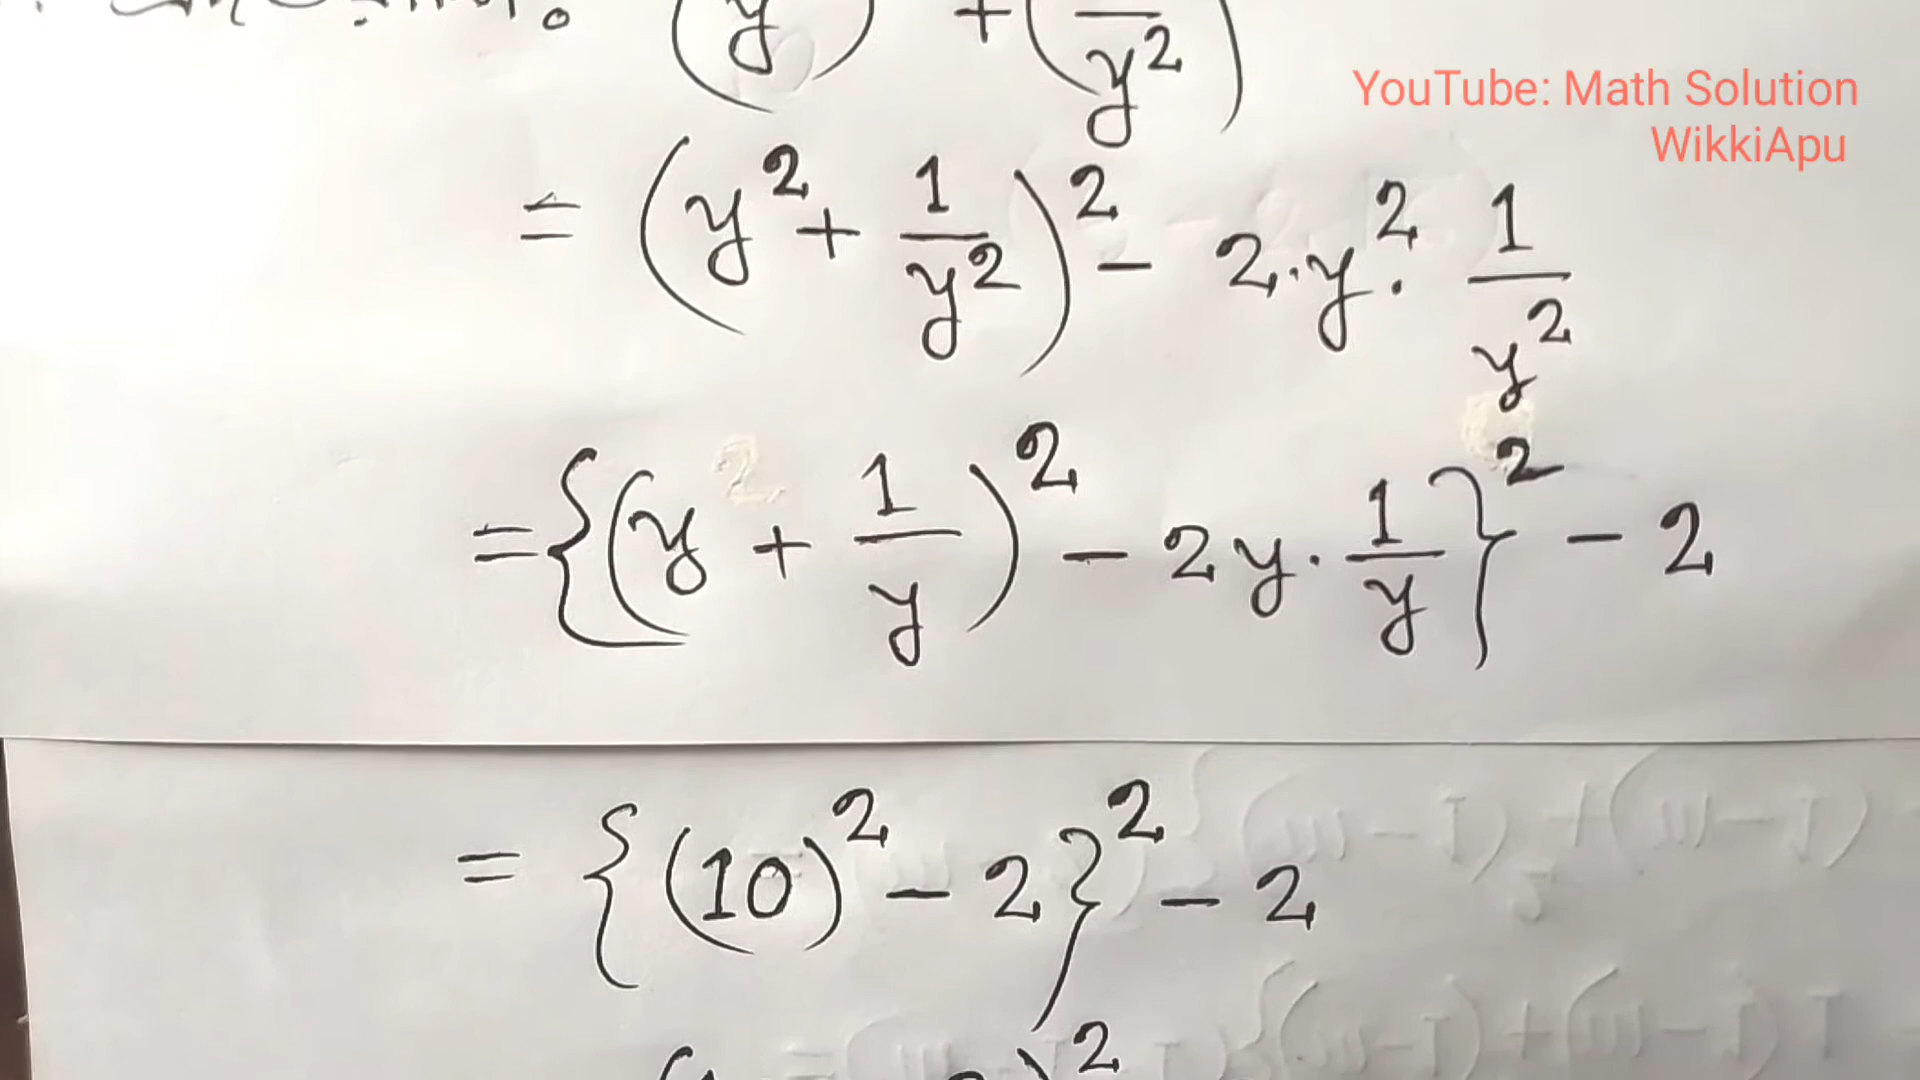 (y ) + ( /y²)
YouTube: Math Solution
WikkiApu
= (y² + 1/y²)² - 2.y². 1/y²
= {(y + 1/y)² - 2y. 1/y}² - 2
= {(10)² - 2}² - 2